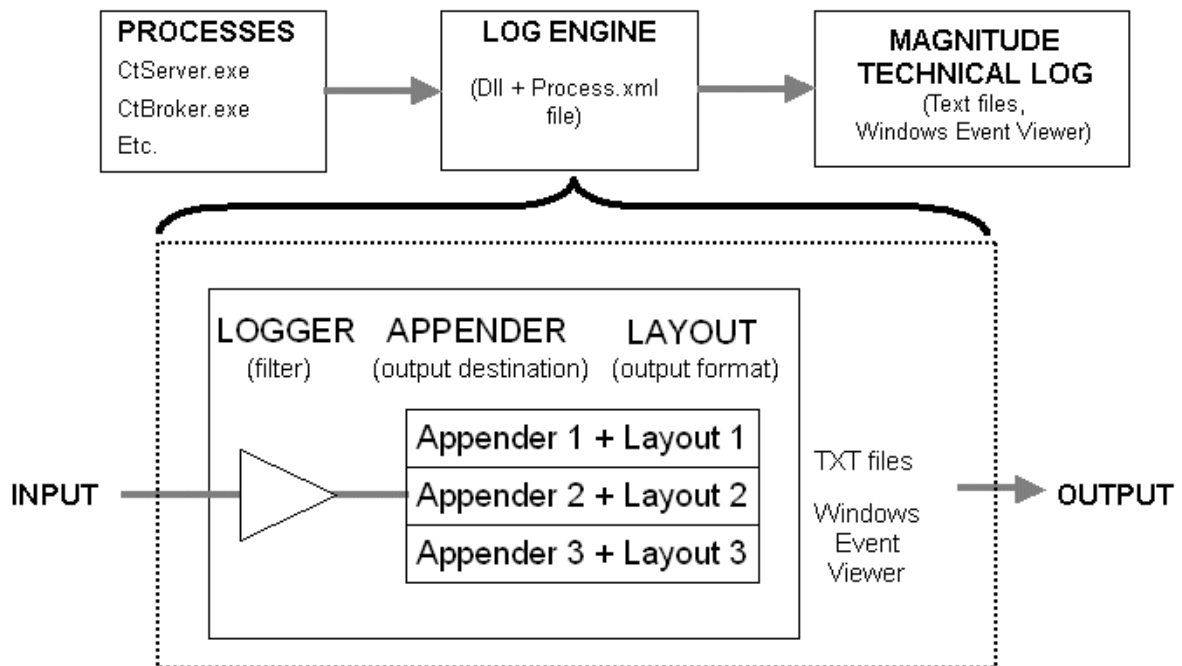 PROCESSES
CtServer.exe
CtBroker.exe
Etc.
LOG ENGINE
(Dll + Process.xml
file)
MAGNITUDE
TECHNICAL LOG
(Text files,
Windows Event Viewer)
LOGGER
(filter)
APPENDER
(output destination)
LAYOUT
(output format)
INPUT
Appender 1 + Layout 1
Appender 2 + Layout 2
Appender 3 + Layout 3
TXT files
Windows
Event
Viewer
OUTPUT